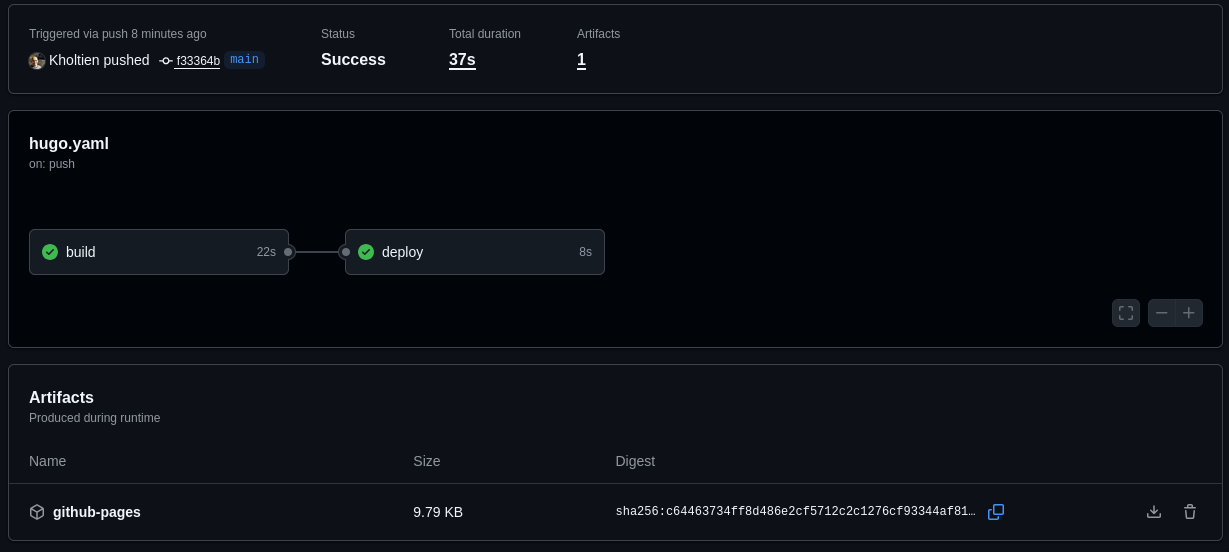 Triggered via push 8 minutes ago
Kholtien pushed f33364b main
Status
Success
Total duration
37s
Artifacts
1
hugo.yaml
on: push
build 22s
deploy 8s
Artifacts
Produced during runtime
Name Size Digest
github-pages 9.79 KB sha256:c64463734ff8d486e2cf5712c2c1276cf93344af81…